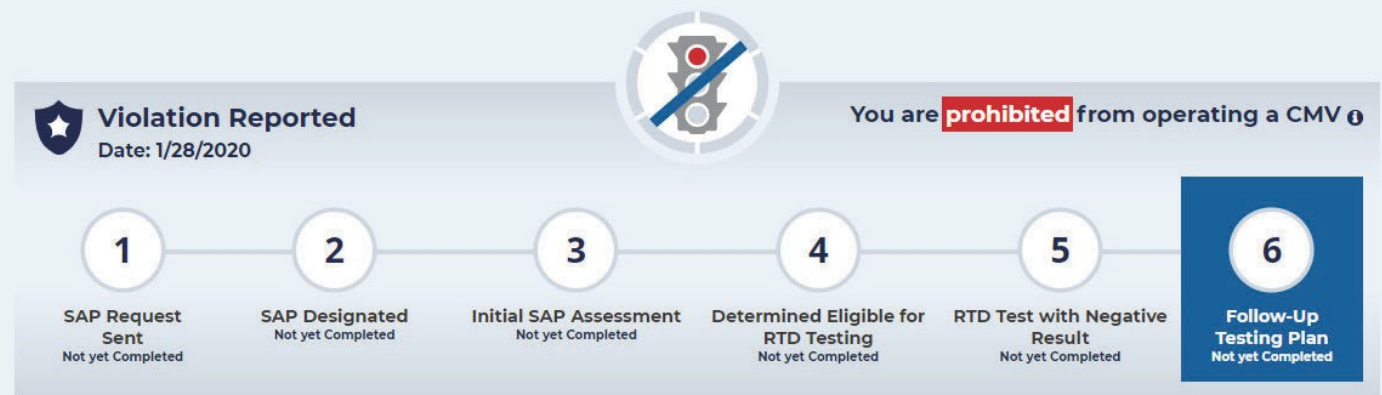 Violation Reported
Date: 1/28/2020
You are prohibited from operating a CMV i
1
SAP Request
Sent
Not yet Completed
2
SAP Designated
Not yet Completed
3
Initial SAP Assessment
Not yet Completed
4
Determined Eligible for
RTD Testing
Not yet Completed
5
RTD Test with Negative
Result
Not yet Completed
6
Follow-Up
Testing Plan
Not yet Completed